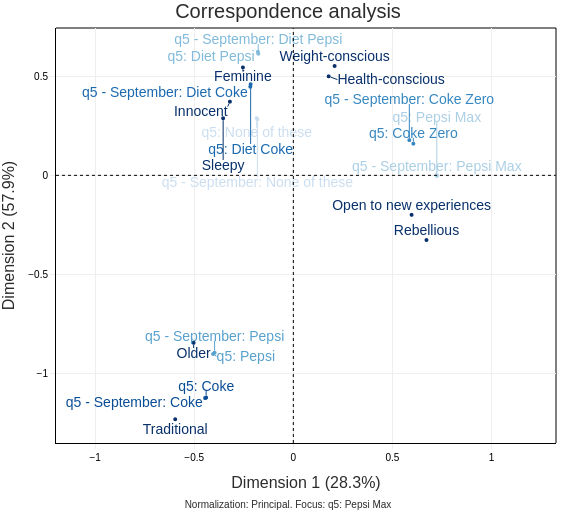 Correspondence analysis
q5 - September: Diet Pepsi
q5: Diet Pepsi
Weight-conscious
Feminine
Health-conscious
q5 - September: Diet Coke
q5 - September: Coke Zero
Innocent
q5: Pepsi Max
q5: None of these
q5: Coke Zero
q5: Diet Coke
Sleepy
q5 - September: Pepsi Max
q5 - September: None of these
Open to new experiences
Rebellious
q5 - September: Pepsi
Older
q5: Pepsi
q5: Coke
q5 - September: Coke
Traditional
0.5
0
−0.5
−1
Dimension 2 (57.9%)
−1
−0.5
0
0.5
1
Dimension 1 (28.3%)
Normalization: Principal. Focus: q5: Pepsi Max